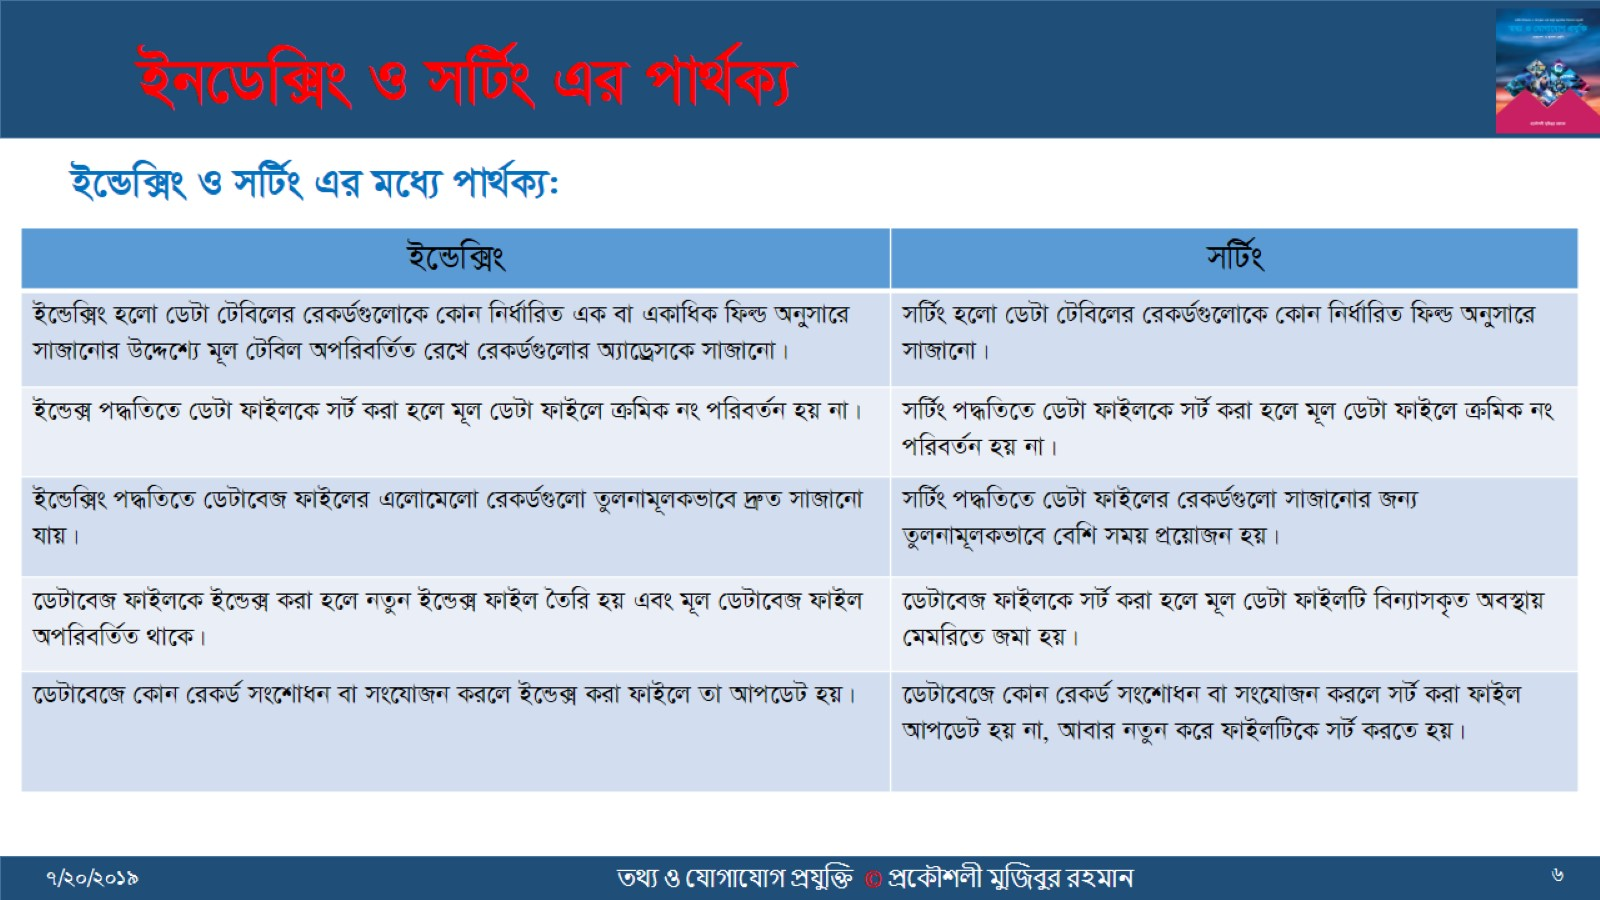 ইনডেক্সিং ও সর্টিং এর পার্থক্য
তথ্য ও যোগাযোগ প্রযুক্তি
ইন্ডেক্সিং ও সর্টিং এর মধ্যে পার্থক্য:
ইন্ডেক্সিং
সর্টিং
ইন্ডেক্সিং হলো ডেটা টেবিলের রেকর্ডগুলোকে কোন নির্ধারিত এক বা একাধিক ফিল্ড অনুসারে
সাজানোর উদ্দেশ্যে মূল টেবিল অপরিবর্তিত রেখে রেকর্ডগুলোর অ্যাড্রেসকে সাজানো।
সর্টিং হলো ডেটা টেবিলের রেকর্ডগুলোকে কোন নির্ধারিত ফিল্ড অনুসারে
সাজানো।
ইন্ডেক্স পদ্ধতিতে ডেটা ফাইলকে সর্ট করা হলে মূল ডেটা ফাইলে ক্রমিক নং পরিবর্তন হয় না।
সর্টিং পদ্ধতিতে ডেটা ফাইলকে সর্ট করা হলে মূল ডেটা ফাইলে ক্রমিক নং
পরিবর্তন হয় না।
ইন্ডেক্সিং পদ্ধতিতে ডেটাবেজ ফাইলের এলোমেলো রেকর্ডগুলো তুলনামূলকভাবে দ্রুত সাজানো
যায়।
সর্টিং পদ্ধতিতে ডেটা ফাইলের রেকর্ডগুলো সাজানোর জন্য
তুলনামূলকভাবে বেশি সময় প্রয়োজন হয়।
ডেটাবেজ ফাইলকে ইন্ডেক্স করা হলে নতুন ইন্ডেক্স ফাইল তৈরি হয় এবং মূল ডেটাবেজ ফাইল
অপরিবর্তিত থাকে।
ডেটাবেজ ফাইলকে সর্ট করা হলে মূল ডেটা ফাইলটি বিন্যাসকৃত অবস্থায়
মেমরিতে জমা হয়।
ডেটাবেজে কোন রেকর্ড সংশোধন বা সংযোজন করলে ইন্ডেক্স করা ফাইলে তা আপডেট হয়।
ডেটাবেজে কোন রেকর্ড সংশোধন বা সংযোজন করলে সর্ট করা ফাইল
আপডেট হয় না, আবার নতুন করে ফাইলটিকে সর্ট করতে হয়।
৭/২০/২০১৯
তথ্য ও যোগাযোগ প্রযুক্তি © প্রকৌশলী মুজিবুর রহমান
৬